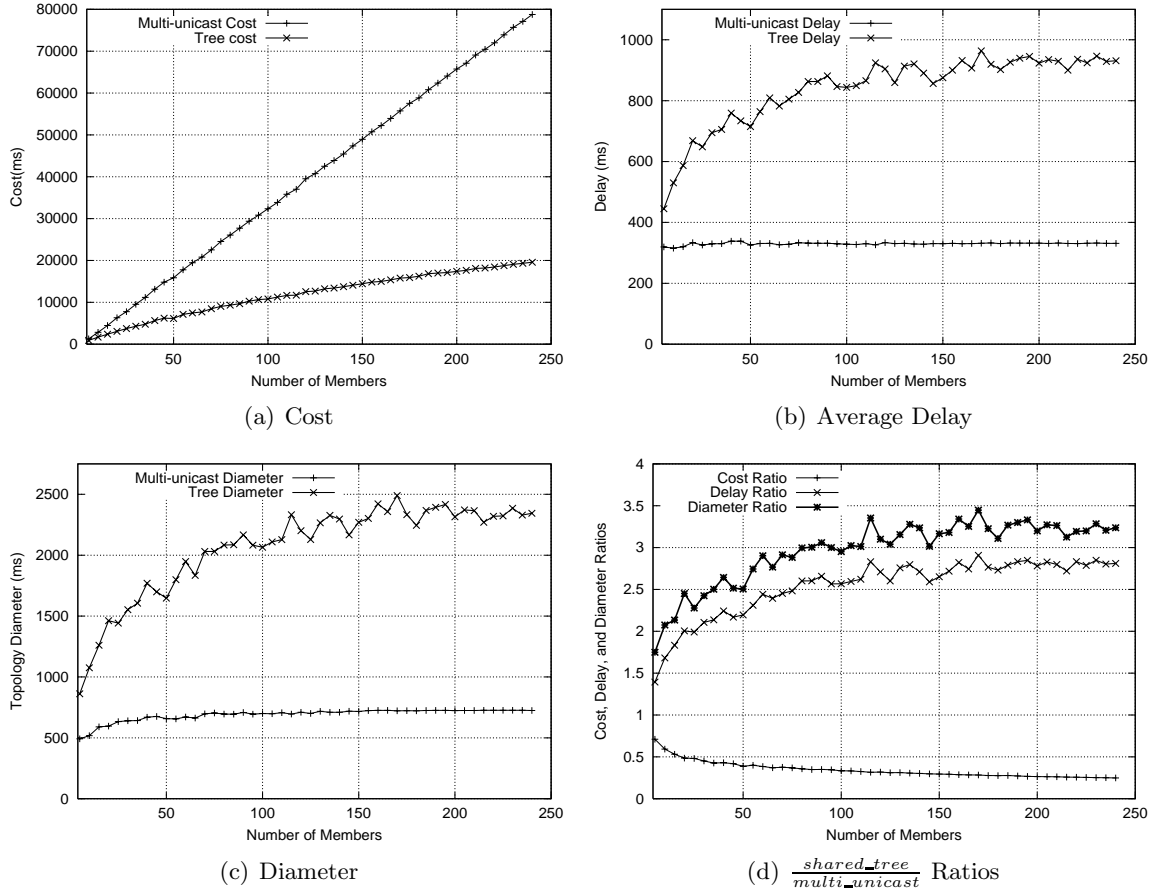 80000
70000
60000
50000
40000
30000
20000
10000
0
Cost(ms)
Multi-unicast Cost
Tree cost
50 100 150 200 250
Number of Members
(a) Cost
1000
800
600
400
200
0
Delay (ms)
Multi-unicast Delay
Tree Delay
50 100 150 200 250
Number of Members
(b) Average Delay
2500
2000
1500
1000
500
0
Topology Diameter (ms)
Multi-unicast Diameter
Tree Diameter
50 100 150 200 250
Number of Members
(c) Diameter
4
3.5
3
2.5
2
1.5
1
0.5
0
Cost, Delay, and Diameter Ratios
Cost Ratio
Delay Ratio
Diameter Ratio
50 100 150 200 250
Number of Members
(d) shared_tree/multi_unicast Ratios